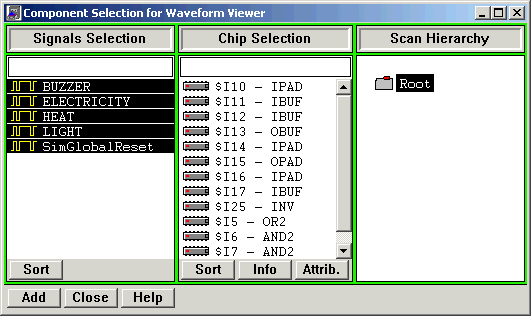 Component Selection for Waveform Viewer
Signals Selection
Chip Selection
Scan Hierarchy
BUZZER
ELECTRICITY
HEAT
LIGHT
SimGlobalReset
$I10 - IPAD
$I11 - IBUF
$I12 - IBUF
$I13 - OBUF
$I14 - IPAD
$I15 - OPAD
$I16 - IPAD
$I17 - IBUF
$I25 - INV
$I5 - OR2
$I6 - AND2
$I7 - AND2
Root
Sort
Sort
Info
Attrib.
Add
Close
Help